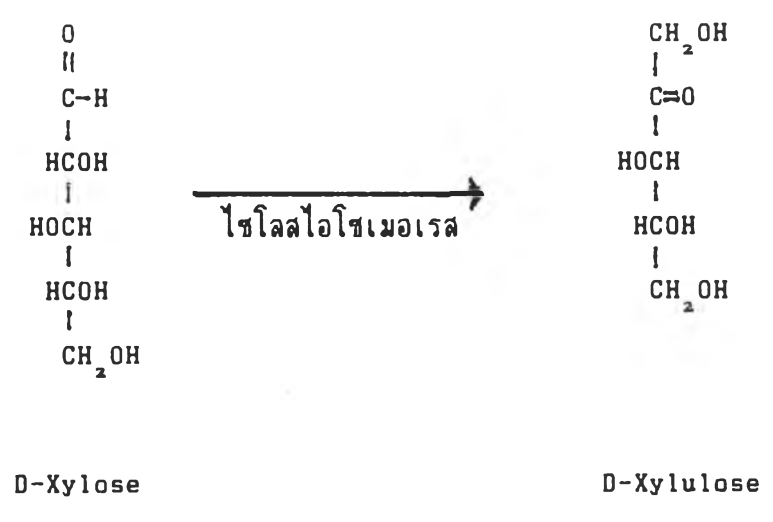 O
||
C-H
|
HCOH
|
HOCH
|
HCOH
|
CH2OH
D-Xylose
ไซโลสไอโซเมอเรส
CH2OH
|
C=O
|
HOCH
|
HCOH
|
CH2OH
D-Xylulose